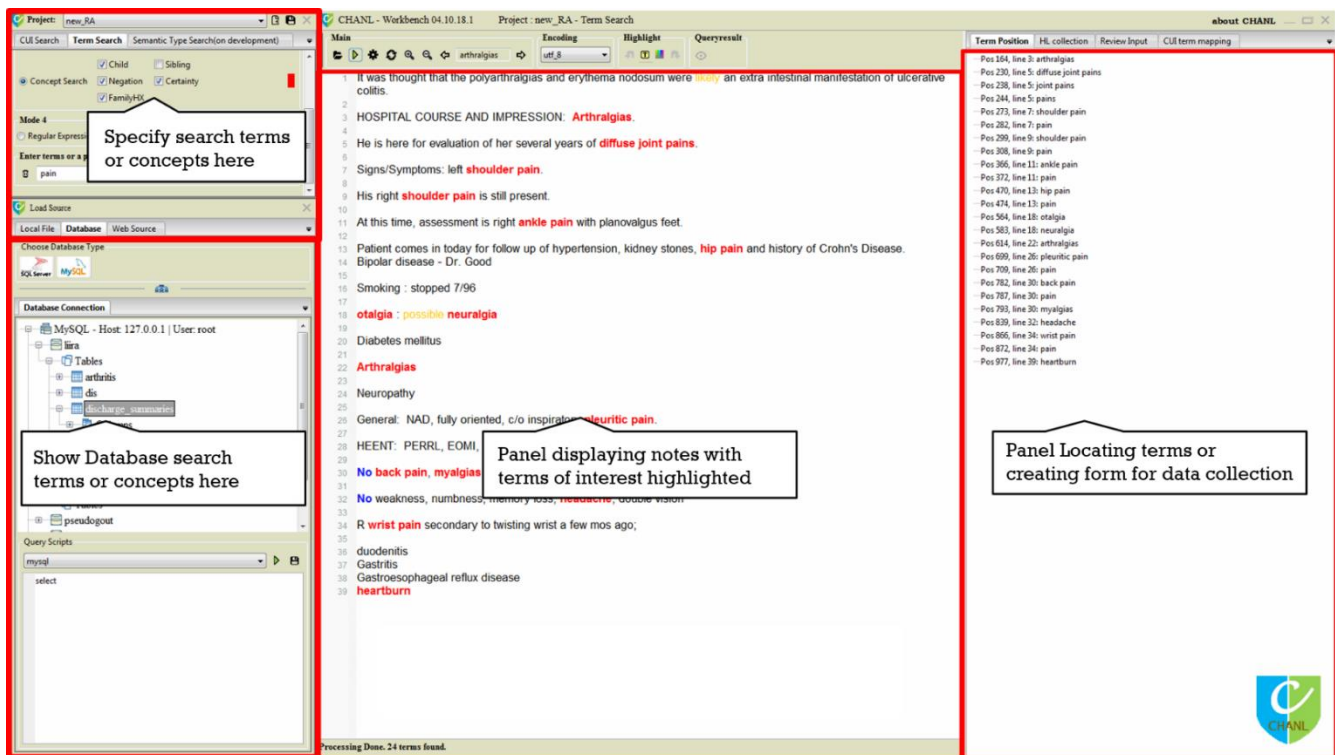 Project: new_RA
CUI Search Term Search Semantic Type Search(on development)
Child Sibling
Concept Search Negation Certainty
FamilyHX
Mode 4
Regular Expressi
Enter terms or a p
pain
Specify search terms
or concepts here
Load Source
Local File Database Web Source
Choose Database Type
SQL Server MySQL
Database Connection
MySQL - Host: 127.0.0.1 | User: root
liira
Tables
arthritis
dis
discharge_summaries
Show Database search
terms or concepts here
Tables
pseudogout
Query Scripts
mysql
select
CHANL - Workbench 04.10.18.1 Project : new_RA - Term Search
about CHANL
Main Encoding Highlight Queryresult
arthralgias utf_8
1 It was thought that the polyarthralgias and erythema nodosum were likely an extra intestinal manifestation of ulcerative
colitis.
2
3 HOSPITAL COURSE AND IMPRESSION: Arthralgias.
4
5 He is here for evaluation of her several years of diffuse joint pains.
6
7 Signs/Symptoms: left shoulder pain.
8
9 His right shoulder pain is still present.
10
11 At this time, assessment is right ankle pain with planovalgus feet.
12
13 Patient comes in today for follow up of hypertension, kidney stones, hip pain and history of Crohn's Disease.
14 Bipolar disease - Dr. Good
15
16 Smoking : stopped 7/96
17
18 otalgia : possible neuralgia
19
20 Diabetes mellitus
21
22 Arthralgias
23
24 Neuropathy
25
26 General: NAD, fully oriented, c/o inspirator pleuritic pain.
27
28 HEENT: PERRL, EOMI,
29
30 No back pain, myalgias
31
32 No weakness, numbness, memory loss, headache, double vision
33
34 R wrist pain secondary to twisting wrist a few mos ago;
35
36 duodenitis
37 Gastritis
38 Gastroesophageal reflux disease
39 heartburn
Panel displaying notes with
terms of interest highlighted
Processing Done. 24 terms found.
Term Position HL collection Review Input CUI term mapping
Pos 164, line 3: arthralgias
Pos 230, line 5: diffuse joint pains
Pos 238, line 5: joint pains
Pos 244, line 5: pains
Pos 273, line 7: shoulder pain
Pos 282, line 7: pain
Pos 299, line 9: shoulder pain
Pos 308, line 9: pain
Pos 366, line 11: ankle pain
Pos 372, line 11: pain
Pos 470, line 13: hip pain
Pos 474, line 13: pain
Pos 564, line 18: otalgia
Pos 583, line 18: neuralgia
Pos 614, line 22: arthralgias
Pos 699, line 26: pleuritic pain
Pos 709, line 26: pain
Pos 782, line 30: back pain
Pos 787, line 30: pain
Pos 793, line 30: myalgias
Pos 839, line 32: headache
Pos 866, line 34: wrist pain
Pos 872, line 34: pain
Pos 977, line 39: heartburn
Panel Locating terms or
creating form for data collection
CHANL